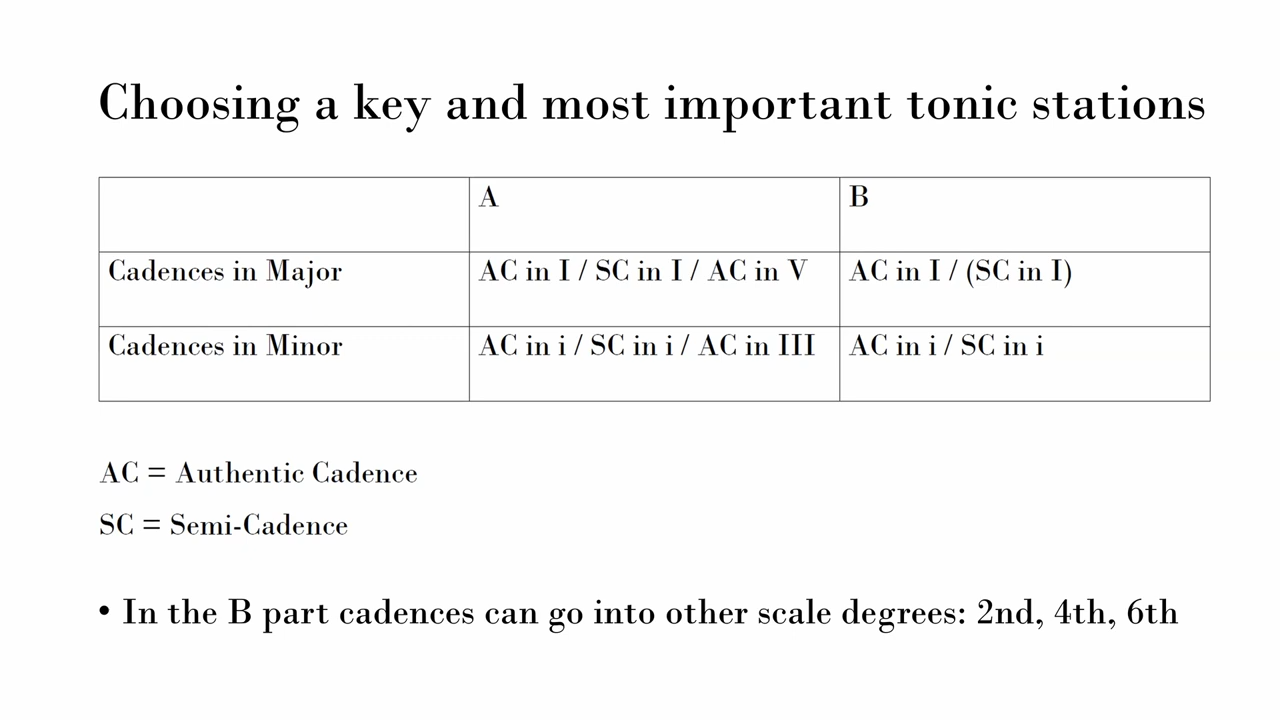 Choosing a key and most important tonic stations
A B
Cadences in Major AC in I / SC in I / AC in V AC in I / (SC in I)
Cadences in Minor AC in i / SC in i / AC in III AC in i / SC in i
AC = Authentic Cadence
SC = Semi-Cadence
• In the B part cadences can go into other scale degrees: 2nd, 4th, 6th